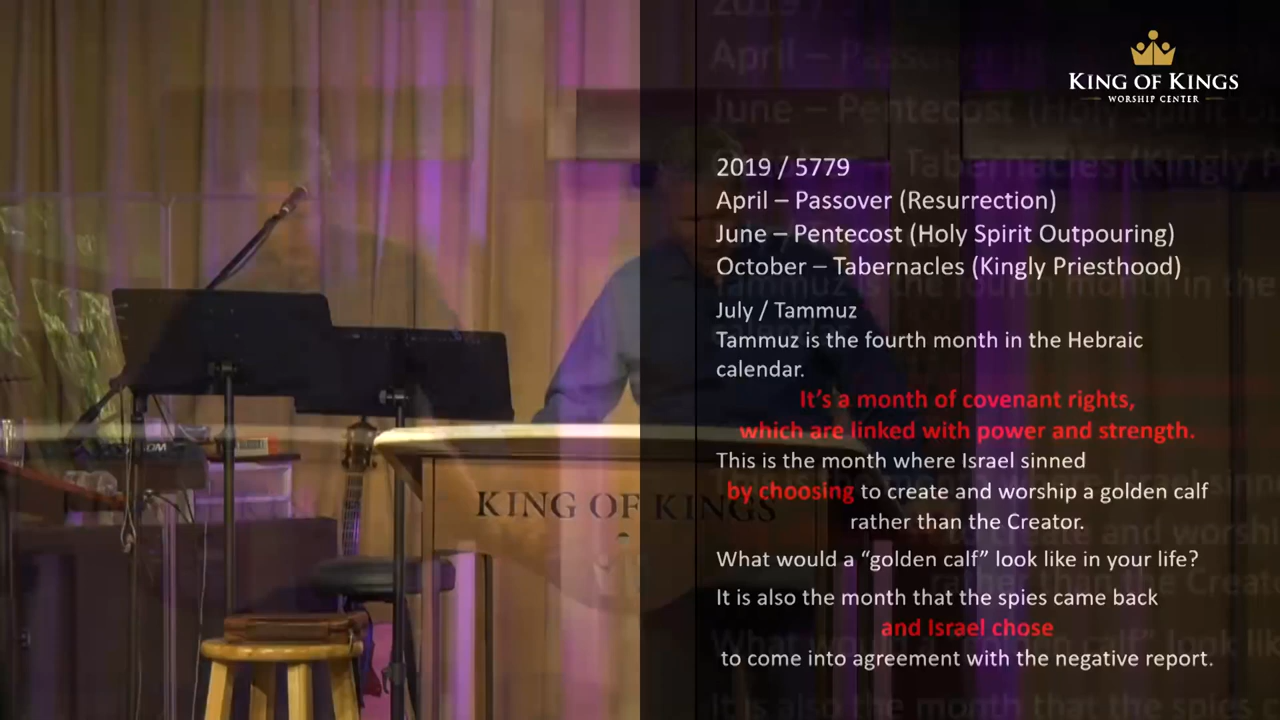 KING OF KINGS
WORSHIP CENTER
2019 / 5779
April – Passover (Resurrection)
June – Pentecost (Holy Spirit Outpouring)
October – Tabernacles (Kingly Priesthood)
July / Tammuz
Tammuz is the fourth month in the Hebraic
calendar.
It’s a month of covenant rights,
which are linked with power and strength.
This is the month where Israel sinned
by choosing to create and worship a golden calf
rather than the Creator.
What would a “golden calf” look like in your life?
It is also the month that the spies came back
and Israel chose
to come into agreement with the negative report.
KING OF KINGS